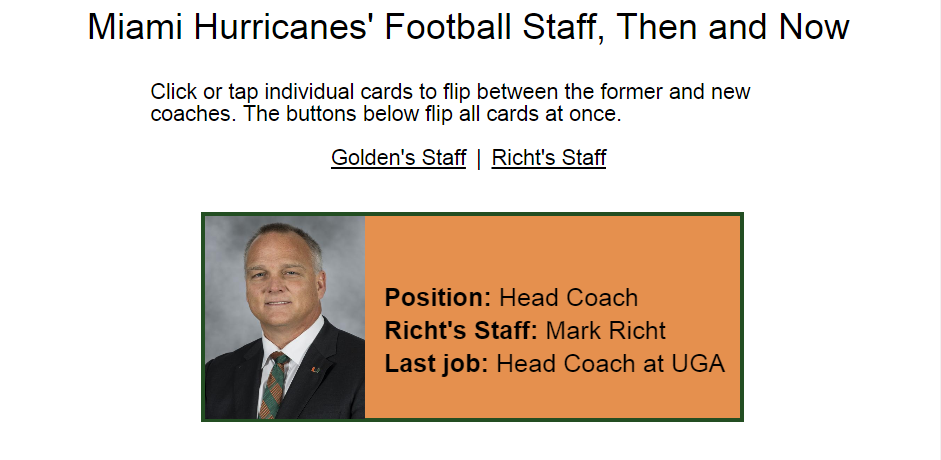 Miami Hurricanes' Football Staff, Then and Now
Click or tap individual cards to flip between the former and new
coaches. The buttons below flip all cards at once.
Golden's Staff | Richt's Staff
Position: Head Coach
Richt's Staff: Mark Richt
Last job: Head Coach at UGA